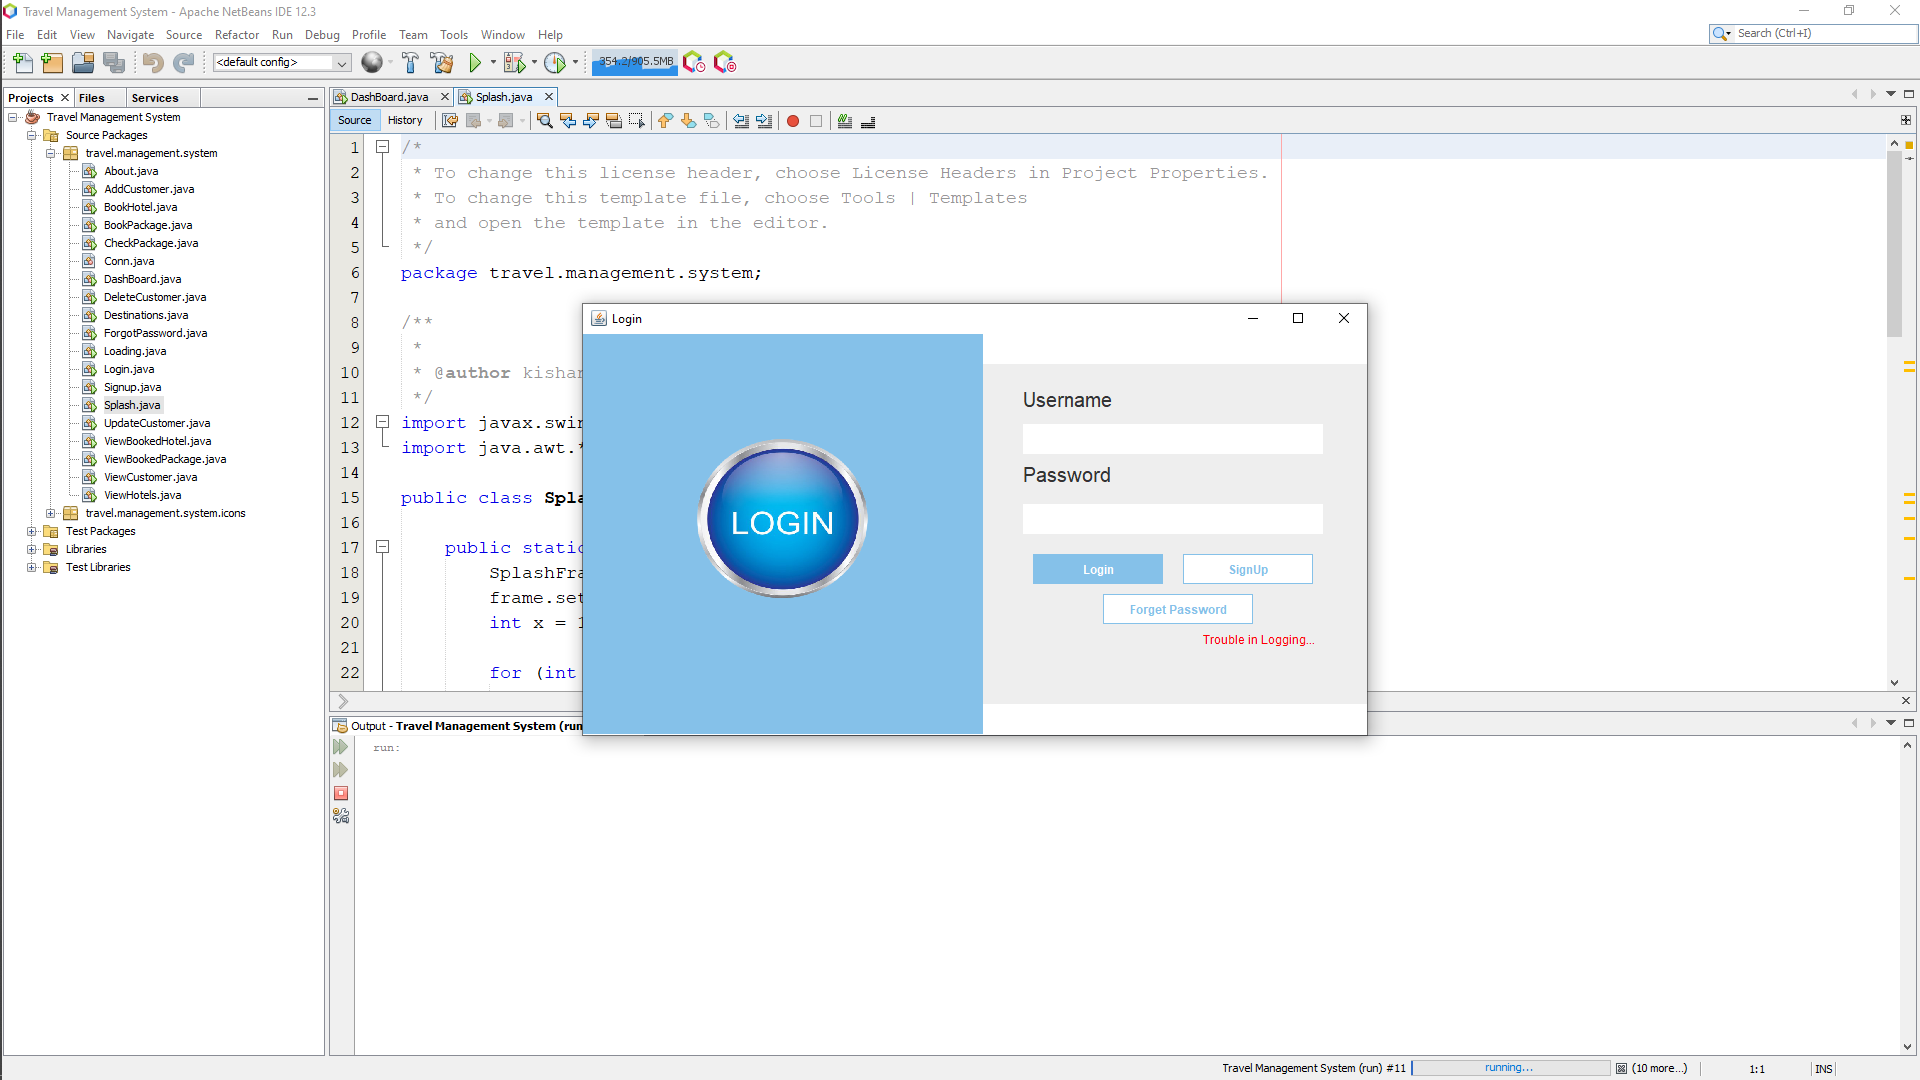 Travel Management System - Apache NetBeans IDE 12.3
File Edit View Navigate Source Refactor Run Debug Profile Team Tools Window Help
Search (Ctrl+I)
<default config>
354.2/905.5MB
Projects Files Services
DashBoard.java Splash.java
Source History
Travel Management System
Source Packages
travel.management.system
About.java
AddCustomer.java
BookHotel.java
BookPackage.java
CheckPackage.java
Conn.java
DashBoard.java
DeleteCustomer.java
Destinations.java
ForgotPassword.java
Loading.java
Login.java
Signup.java
Splash.java
UpdateCustomer.java
ViewBookedHotel.java
ViewBookedPackage.java
ViewCustomer.java
ViewHotels.java
travel.management.system.icons
Test Packages
Libraries
Test Libraries
1 /*
2 * To change this license header, choose License Headers in Project Properties.
3 * To change this template file, choose Tools | Templates
4 * and open the template in the editor.
5 */
6 package travel.management.system;
7
8 /**
9 *
10 * @author kishan
11 */
12 import javax.swin
13 import java.awt.*
14
15 public class Spla
16
17 public static
18 SplashFra
19 frame.set
20 int x = 1
21
22 for (int
Login
LOGIN
Username
Password
Login SignUp
Forget Password
Trouble in Logging...
Output - Travel Management System (run
run:
Travel Management System (run) #11 running... (10 more...) 1:1 INS